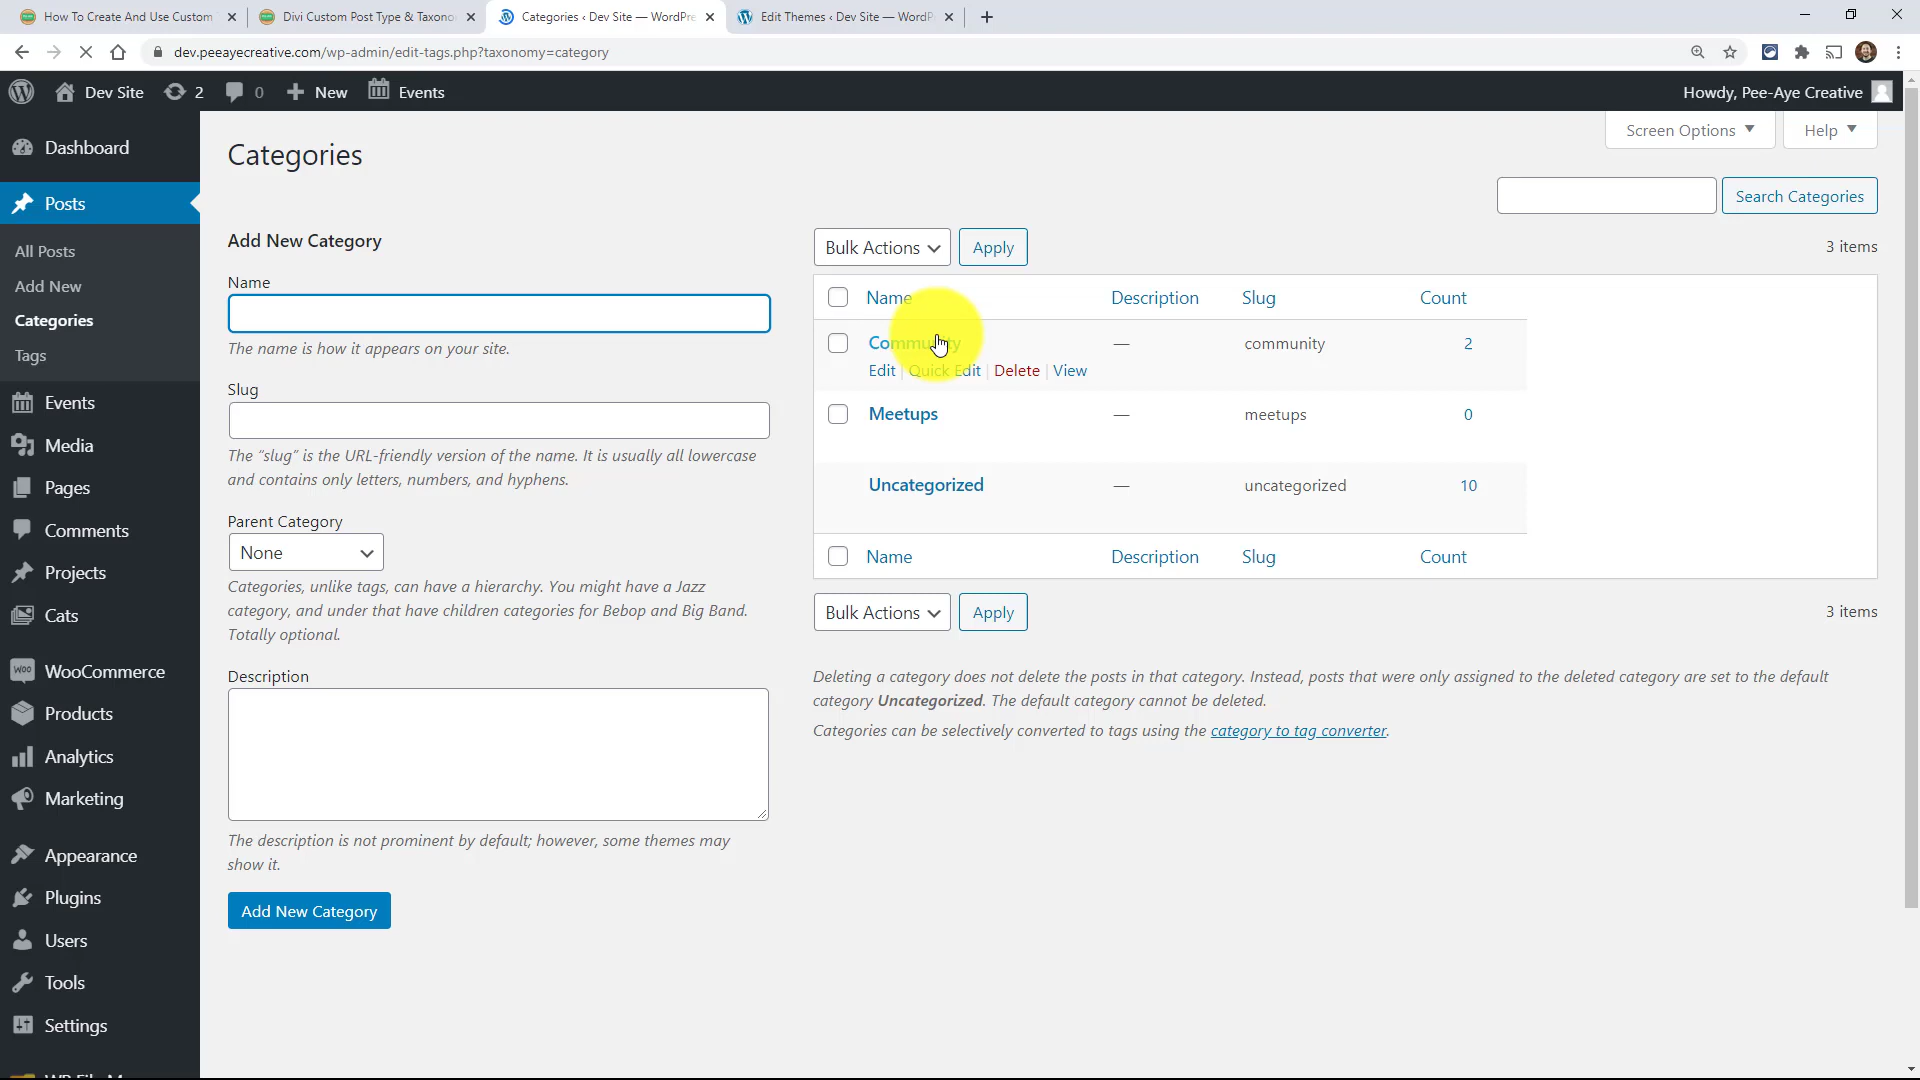 How To Create And Use Custom
Divi Custom Post Type & Taxono
Categories ‹ Dev Site — WordPre
Edit Themes ‹ Dev Site — WordP
dev.peeayecreative.com/wp-admin/edit-tags.php?taxonomy=category
Dev Site
2
0
New
Events
Howdy, Pee-Aye Creative
Dashboard
Posts
All Posts
Add New
Categories
Tags
Events
Media
Pages
Comments
Projects
Cats
Woo
WooCommerce
Products
Analytics
Marketing
Appearance
Plugins
Users
Tools
Settings
Screen Options
Help
Categories
Search Categories
Add New Category
Name
The name is how it appears on your site.
Slug
The “slug” is the URL-friendly version of the name. It is usually all lowercase
and contains only letters, numbers, and hyphens.
Parent Category
None
Categories, unlike tags, can have a hierarchy. You might have a Jazz
category, and under that have children categories for Bebop and Big Band.
Totally optional.
Description
The description is not prominent by default; however, some themes may
show it.
Add New Category
Bulk Actions
Apply
3 items
Name Description Slug Count
Community — community 2
Edit | Quick Edit | Delete | View
Meetups — meetups 0
Uncategorized — uncategorized 10
Name Description Slug Count
Bulk Actions
Apply
3 items
Deleting a category does not delete the posts in that category. Instead, posts that were only assigned to the deleted category are set to the default
category Uncategorized. The default category cannot be deleted.
Categories can be selectively converted to tags using the category to tag converter.